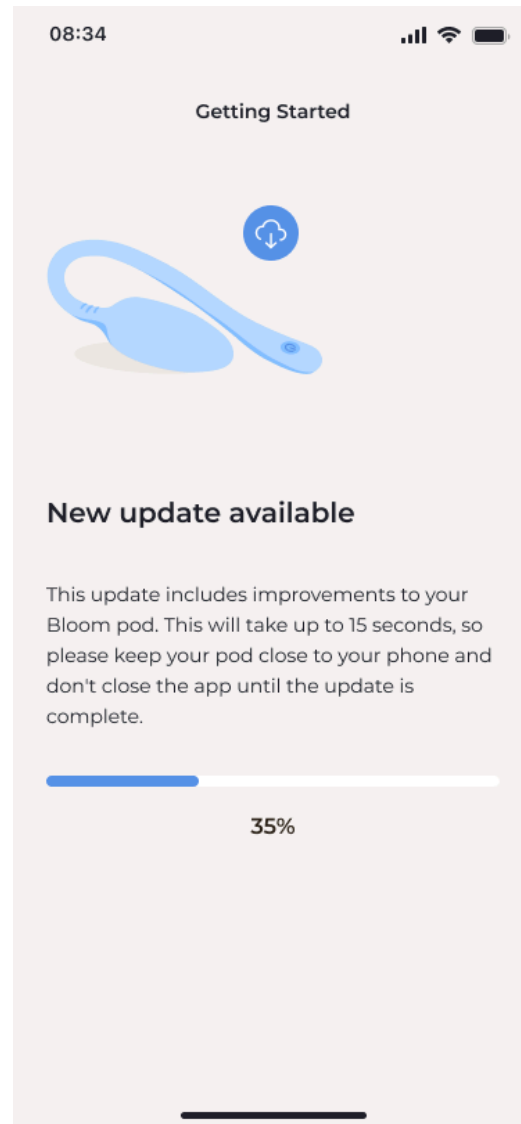 08:34
Getting Started
New update available
This update includes improvements to your
Bloom pod. This will take up to 15 seconds, so
please keep your pod close to your phone and
don't close the app until the update is
complete.
35%